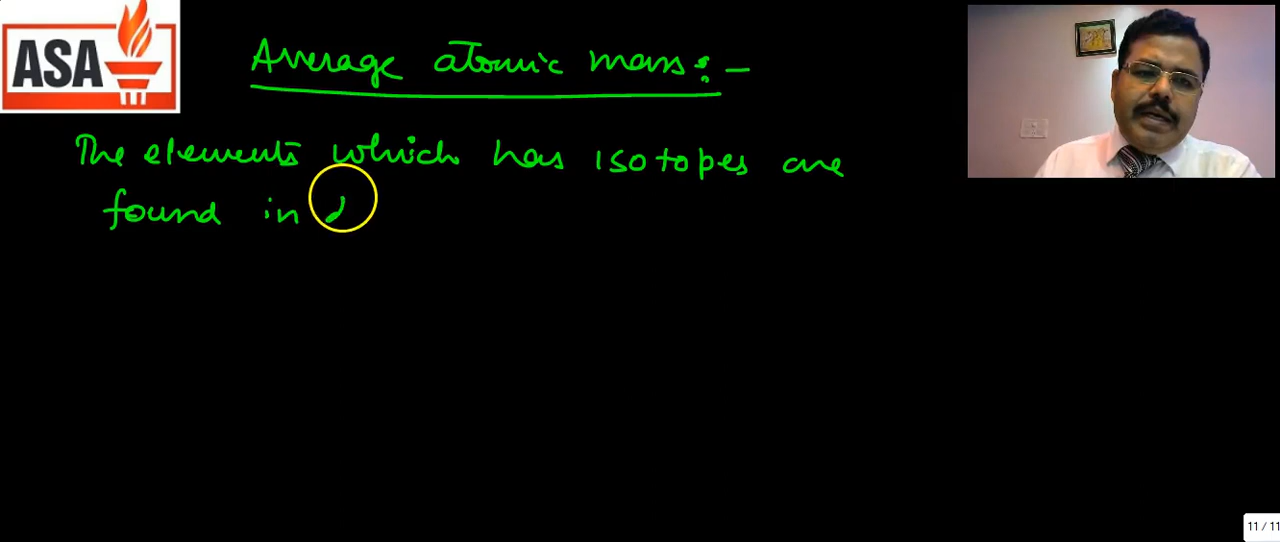 ASA
Average atomic mass:-
The elements which has isotopes are
found in d
11/11